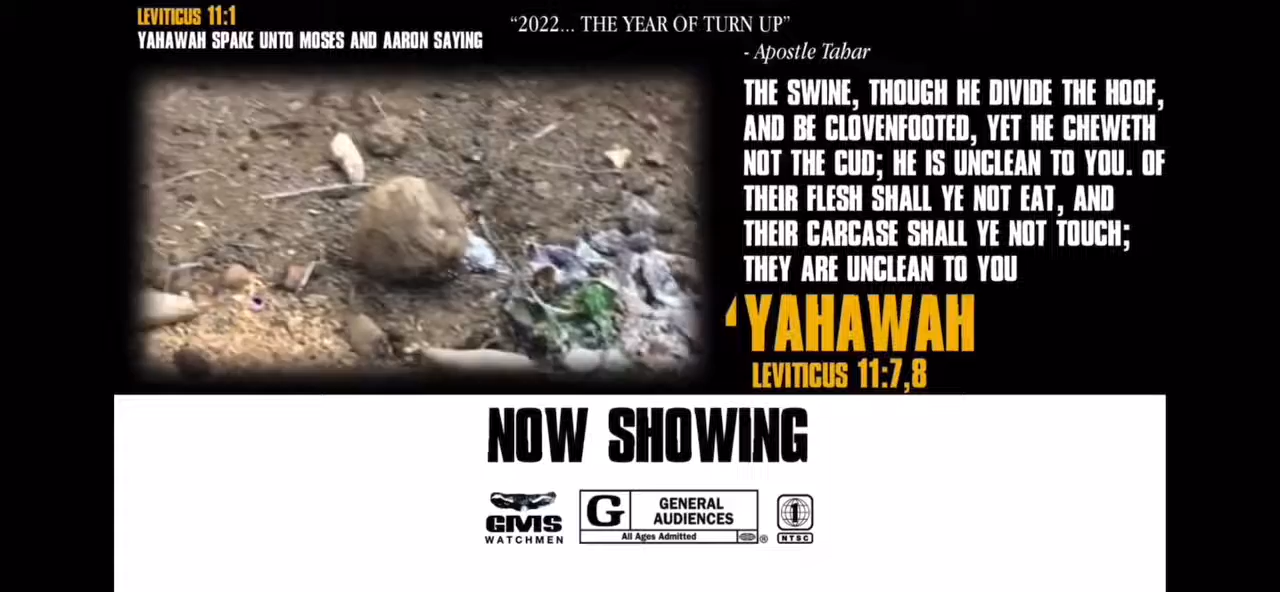 LEVITICUS 11:1
YAHAWAH SPAKE UNTO MOSES AND AARON SAYING
“2022... THE YEAR OF TURN UP”
- Apostle Tahar
THE SWINE, THOUGH HE DIVIDE THE HOOF,
AND BE CLOVENFOOTED, YET HE CHEWETH
NOT THE CUD; HE IS UNCLEAN TO YOU. OF
THEIR FLESH SHALL YE NOT EAT, AND
THEIR CARCASE SHALL YE NOT TOUCH;
THEY ARE UNCLEAN TO YOU
‘YAHAWAH
LEVITICUS 11:7,8
NOW SHOWING
GMS
WATCHMEN
G
GENERAL
AUDIENCES
All Ages Admitted
®
1
NTSC